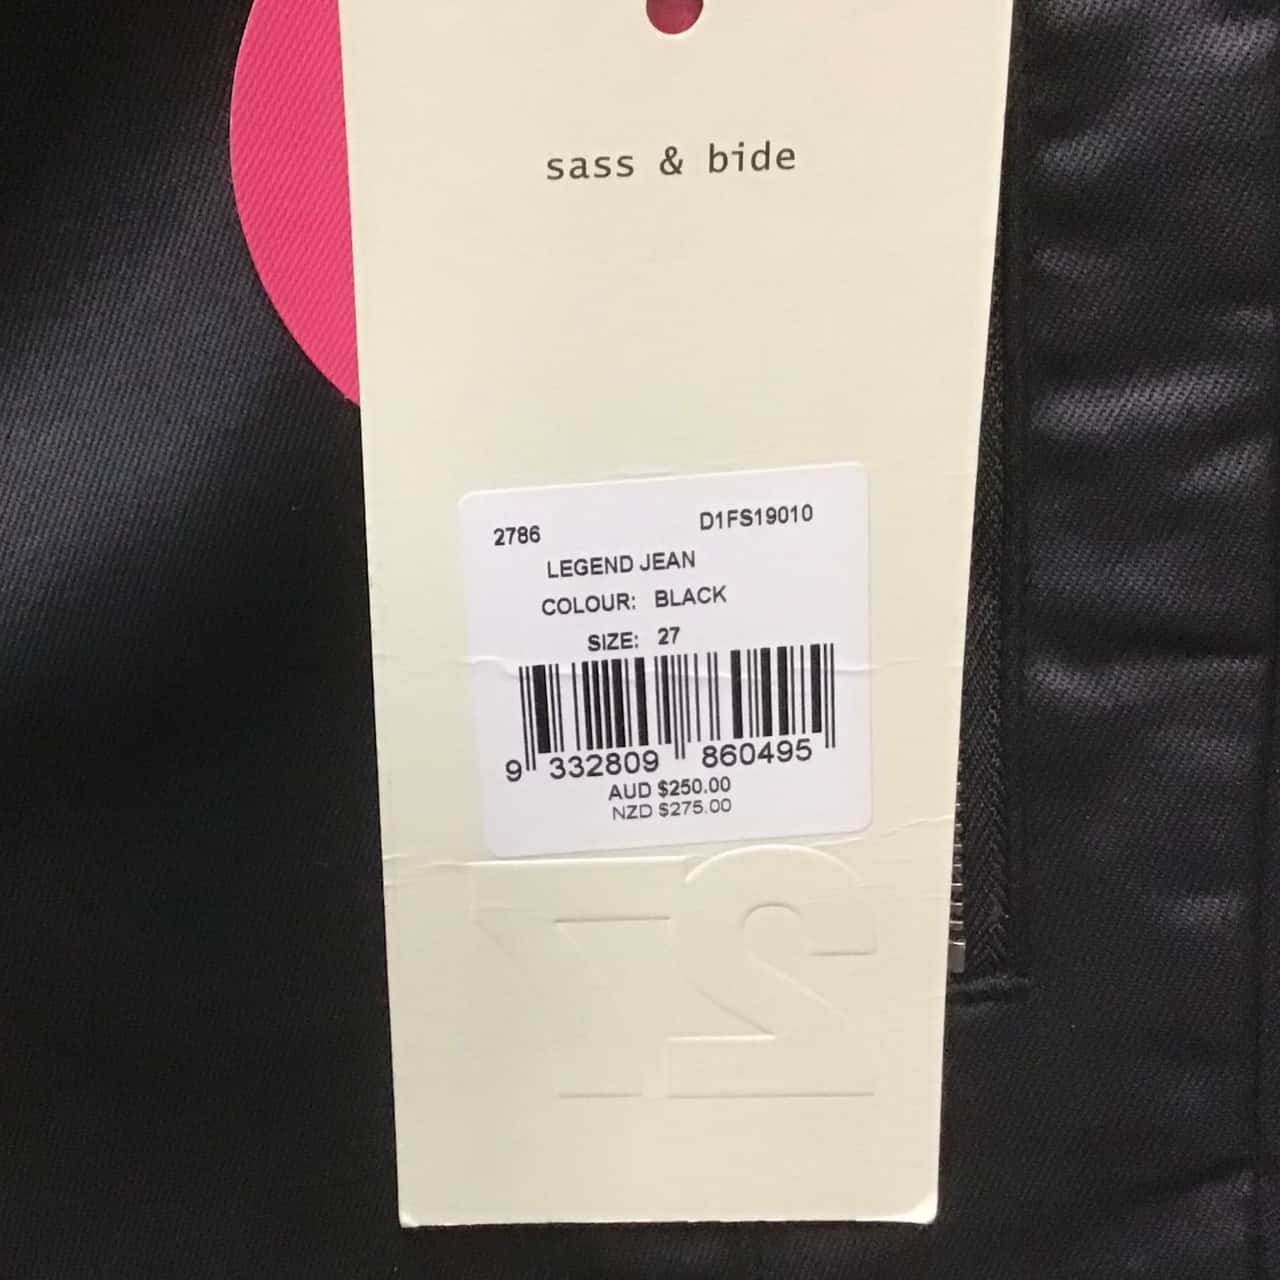 sass & bide
2786 D1FS19010
LEGEND JEAN
COLOUR: BLACK
SIZE: 27
9 332809 860495
AUD $250.00
NZD $275.00
27